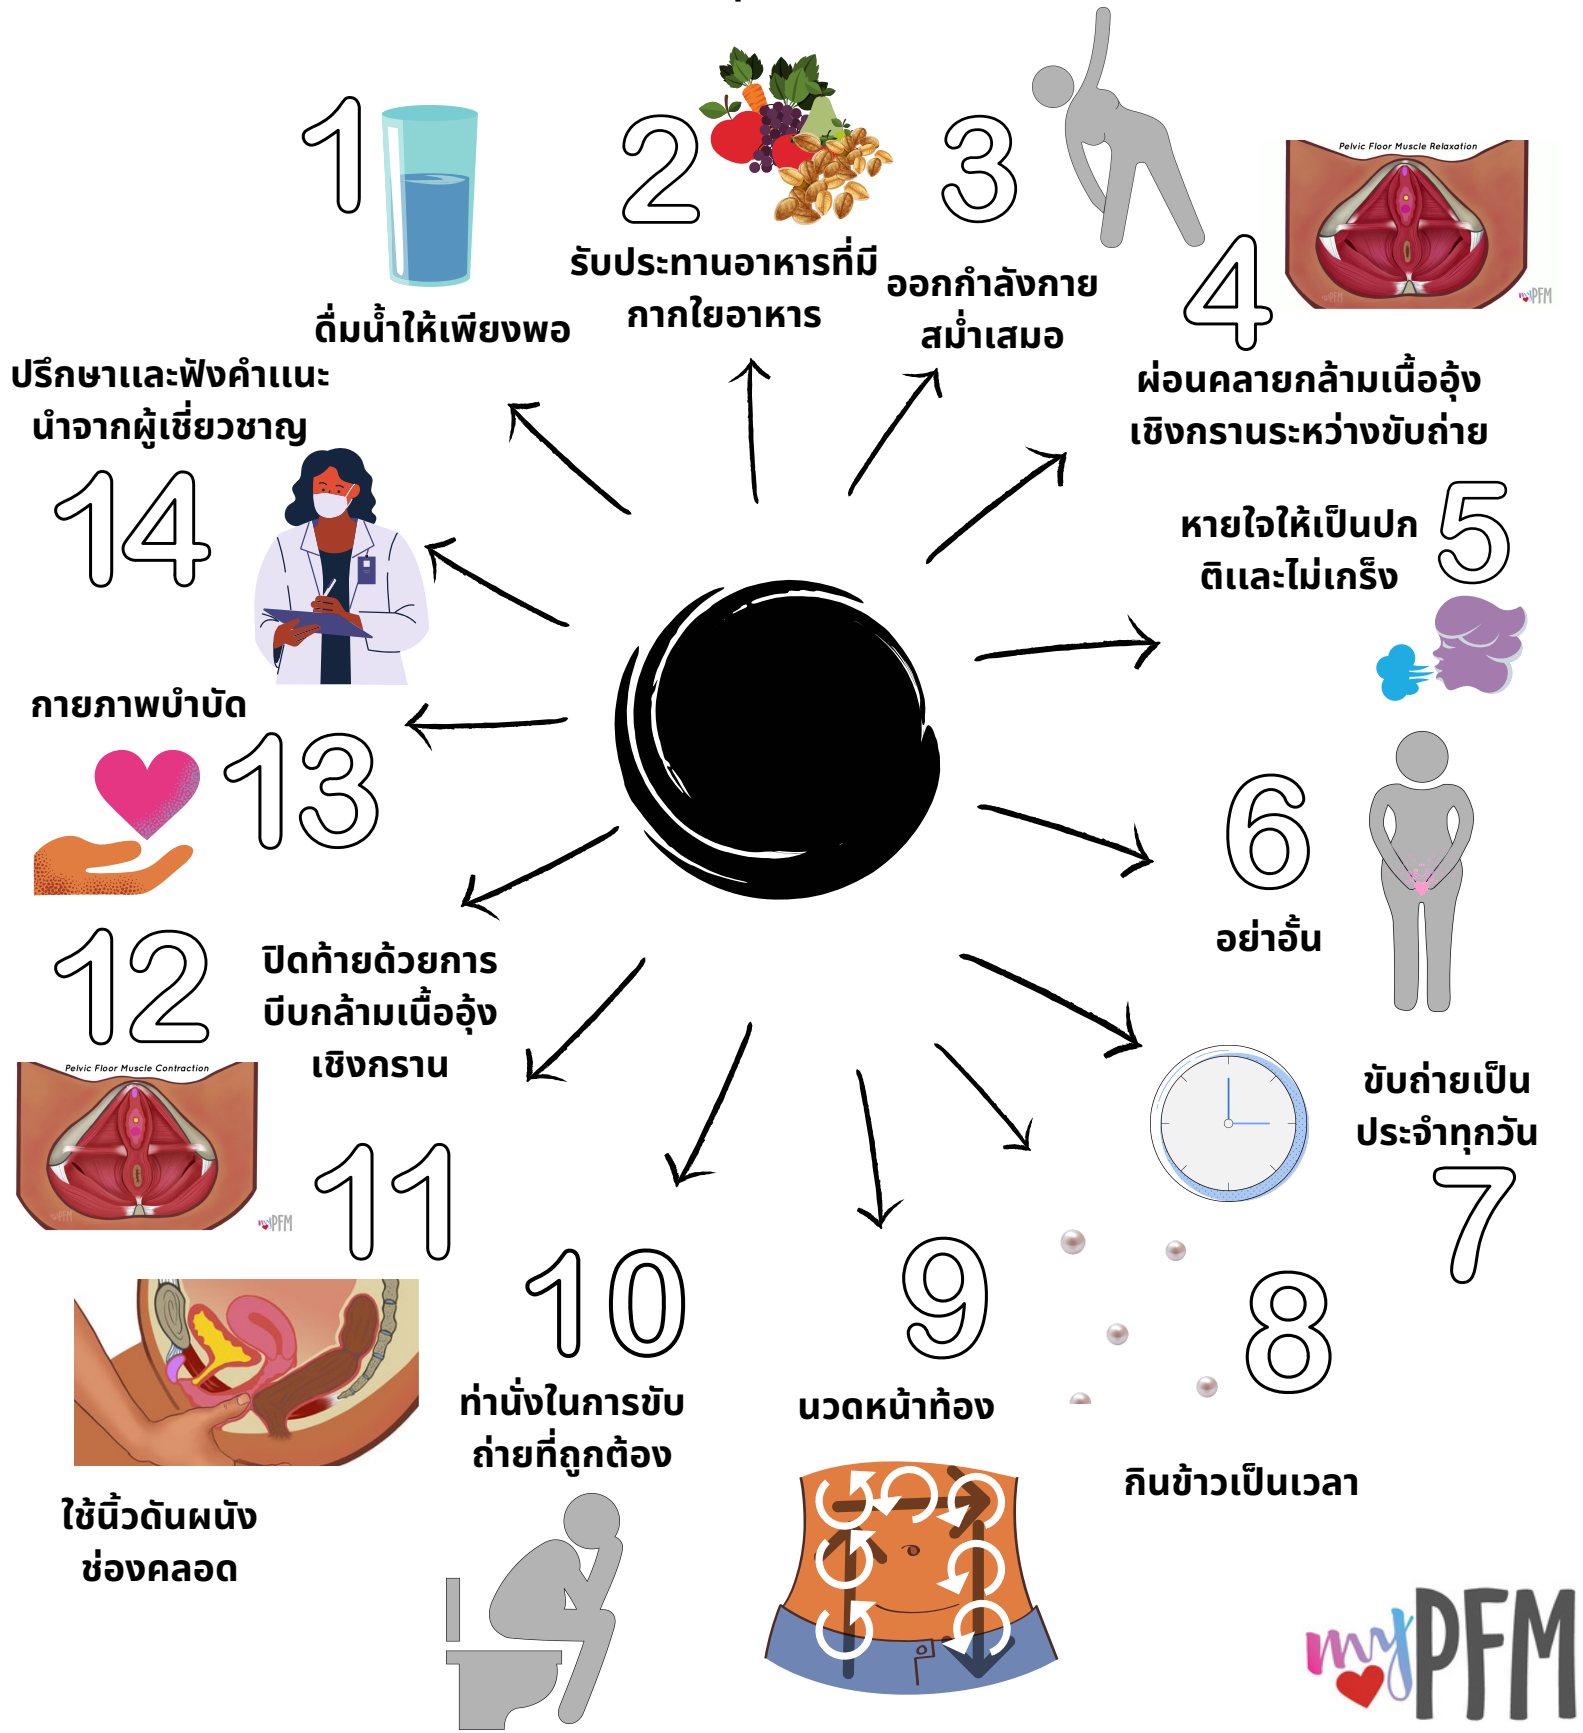 1
ดื่มน้ำให้เพียงพอ
2
รับประทานอาหารที่มี
กากใยอาหาร
3
ออกกำลังกาย
สม่ำเสมอ
Pelvic Floor Muscle Relaxation
myPFM
myPFM
4
ผ่อนคลายกล้ามเนื้ออุ้ง
เชิงกรานระหว่างขับถ่าย
หายใจให้เป็นปก
ติและไม่เกร็ง
5
6
อย่าอั้น
ขับถ่ายเป็น
ประจำทุกวัน
7
8
กินข้าวเป็นเวลา
9
นวดหน้าท้อง
10
ท่านั่งในการขับ
ถ่ายที่ถูกต้อง
11
ใช้นิ้วดันผนัง
ช่องคลอด
12
ปิดท้ายด้วยการ
บีบกล้ามเนื้ออุ้ง
เชิงกราน
Pelvic Floor Muscle Contraction
myPFM
myPFM
กายภาพบำบัด
13
ปรึกษาและฟังคำแนะ
นำจากผู้เชี่ยวชาญ
14
myPFM